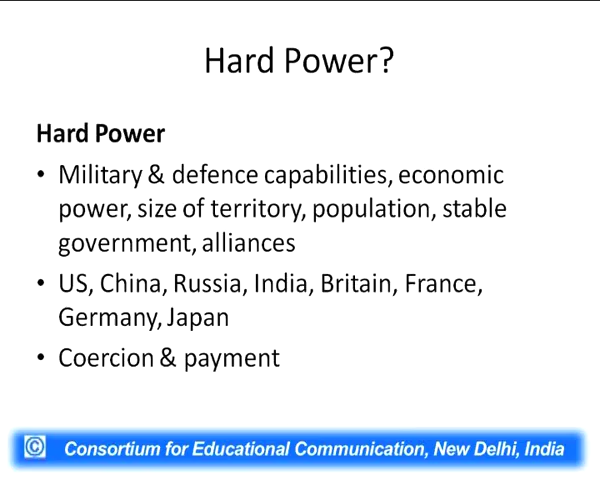 Hard Power?
Hard Power
• Military & defence capabilities, economic
power, size of territory, population, stable
government, alliances
• US, China, Russia, India, Britain, France,
Germany, Japan
• Coercion & payment
© Consortium for Educational Communication, New Delhi, India